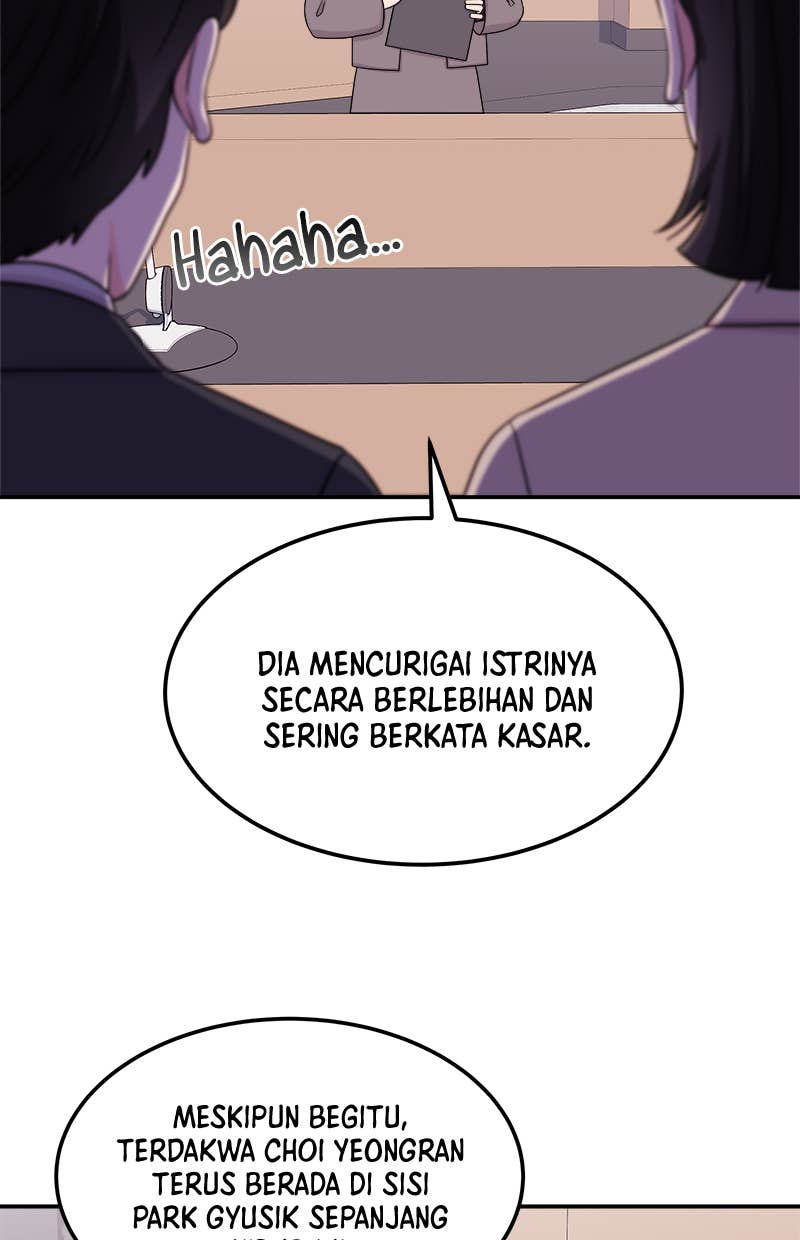 Hahaha...
DIA MENCURIGAI ISTRINYA
SECARA BERLEBIHAN DAN
SERING BERKATA KASAR.
MESKIPUN BEGITU,
TERDAKWA CHOI YEONGRAN
TERUS BERADA DI SISI
PARK GYUSIK SEPANJANG